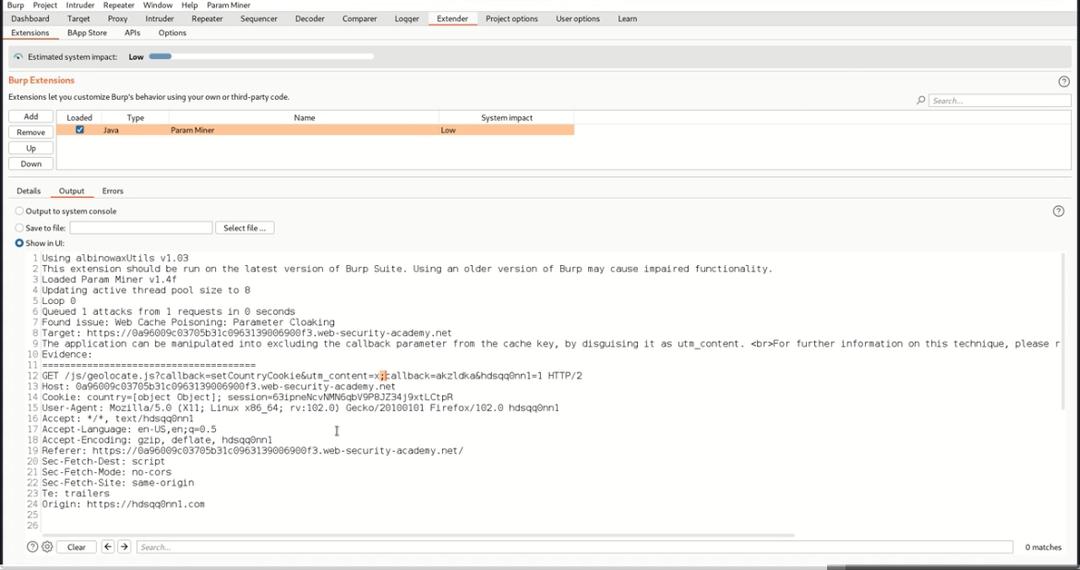 Burp Project Intruder Repeater Window Help Param Miner
Dashboard Target Proxy Intruder Repeater Sequencer Decoder Comparer Logger Extender Project options User options Learn
Extensions BApp Store APIs Options
Estimated system impact: Low
Burp Extensions
Extensions let you customize Burp's behavior using your own or third-party code.
Search...
Add Loaded Type Name System impact
Remove Java Param Miner Low
Up
Down
Details Output Errors
Output to system console
Save to file: Select file ...
Show in UI:
1 Using albinowaxUtils v1.03
2 This extension should be run on the latest version of Burp Suite. Using an older version of Burp may cause impaired functionality.
3 Loaded Param Miner v1.4f
4 Updating active thread pool size to 8
5 Loop 0
6 Queued 1 attacks from 1 requests in 0 seconds
7 Found issue: Web Cache Poisoning: Parameter Cloaking
8 Target: https://0a96009c03705b31c0963139006900f3.web-security-academy.net
9 The application can be manipulated into excluding the callback parameter from the cache key, by disguising it as utm_content. <br>For further information on this technique, please r
10 Evidence:
11 ======================================
12 GET /js/geolocate.js?callback=setCountryCookie&utm_content=x;callback=akzldka&hdsqq0nn1=1 HTTP/2
13 Host: 0a96009c03705b31c0963139006900f3.web-security-academy.net
14 Cookie: country=[object Object]; session=63ipneNcvNMN6qbV9P8JZ34j9xtLCtpR
15 User-Agent: Mozilla/5.0 (X11; Linux x86_64; rv:102.0) Gecko/20100101 Firefox/102.0 hdsqq0nn1
16 Accept: */*, text/hdsqq0nn1
17 Accept-Language: en-US,en;q=0.5
18 Accept-Encoding: gzip, deflate, hdsqq0nn1
19 Referer: https://0a96009c03705b31c0963139006900f3.web-security-academy.net/
20 Sec-Fetch-Dest: script
21 Sec-Fetch-Mode: no-cors
22 Sec-Fetch-Site: same-origin
23 Te: trailers
24 Origin: https://hdsqq0nn1.com
25
26
Clear Search... 0 matches